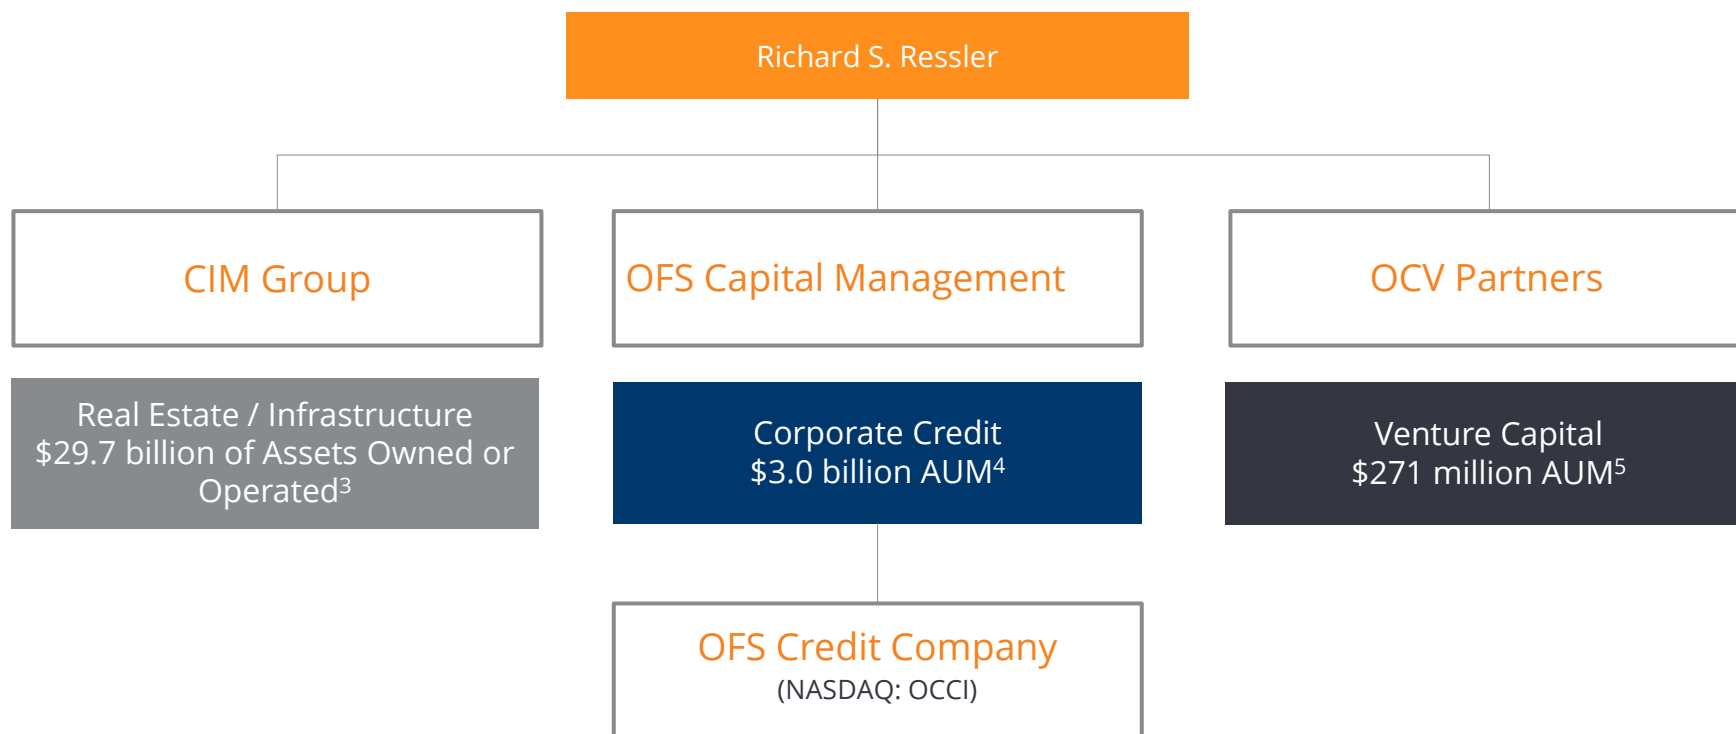 Richard S. Ressler
CIM Group
OFS Capital Management
OCV Partners
Real Estate / Infrastructure
$29.7 billion of Assets Owned or
Operated³
Corporate Credit
$3.0 billion AUM⁴
Venture Capital
$271 million AUM⁵
OFS Credit Company
(NASDAQ: OCCI)